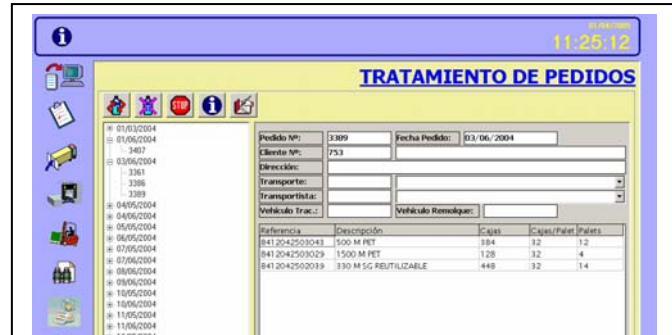 01/04/2005
11:25:12
TRATAMIENTO DE PEDIDOS
STOP
01/03/2004
01/06/2004
3407
03/06/2004
3361
3386
3389
04/05/2004
04/06/2004
05/05/2004
06/05/2004
07/05/2004
07/06/2004
08/06/2004
09/06/2004
10/05/2004
10/06/2004
11/05/2004
11/06/2004
Pedido Nº: 3389 Fecha Pedido: 03/06/2004
Cliente Nº: 753
Dirección:
Transporte:
Transportista:
Vehículo Trac.: Vehículo Remolque:
Referencia Descripción Cajas Cajas/Palet Palets
8412042503043 500 M PET 384 32 12
8412042503029 1500 M PET 128 32 4
8412042502039 330 M SG REUTILIZABLE 448 32 14